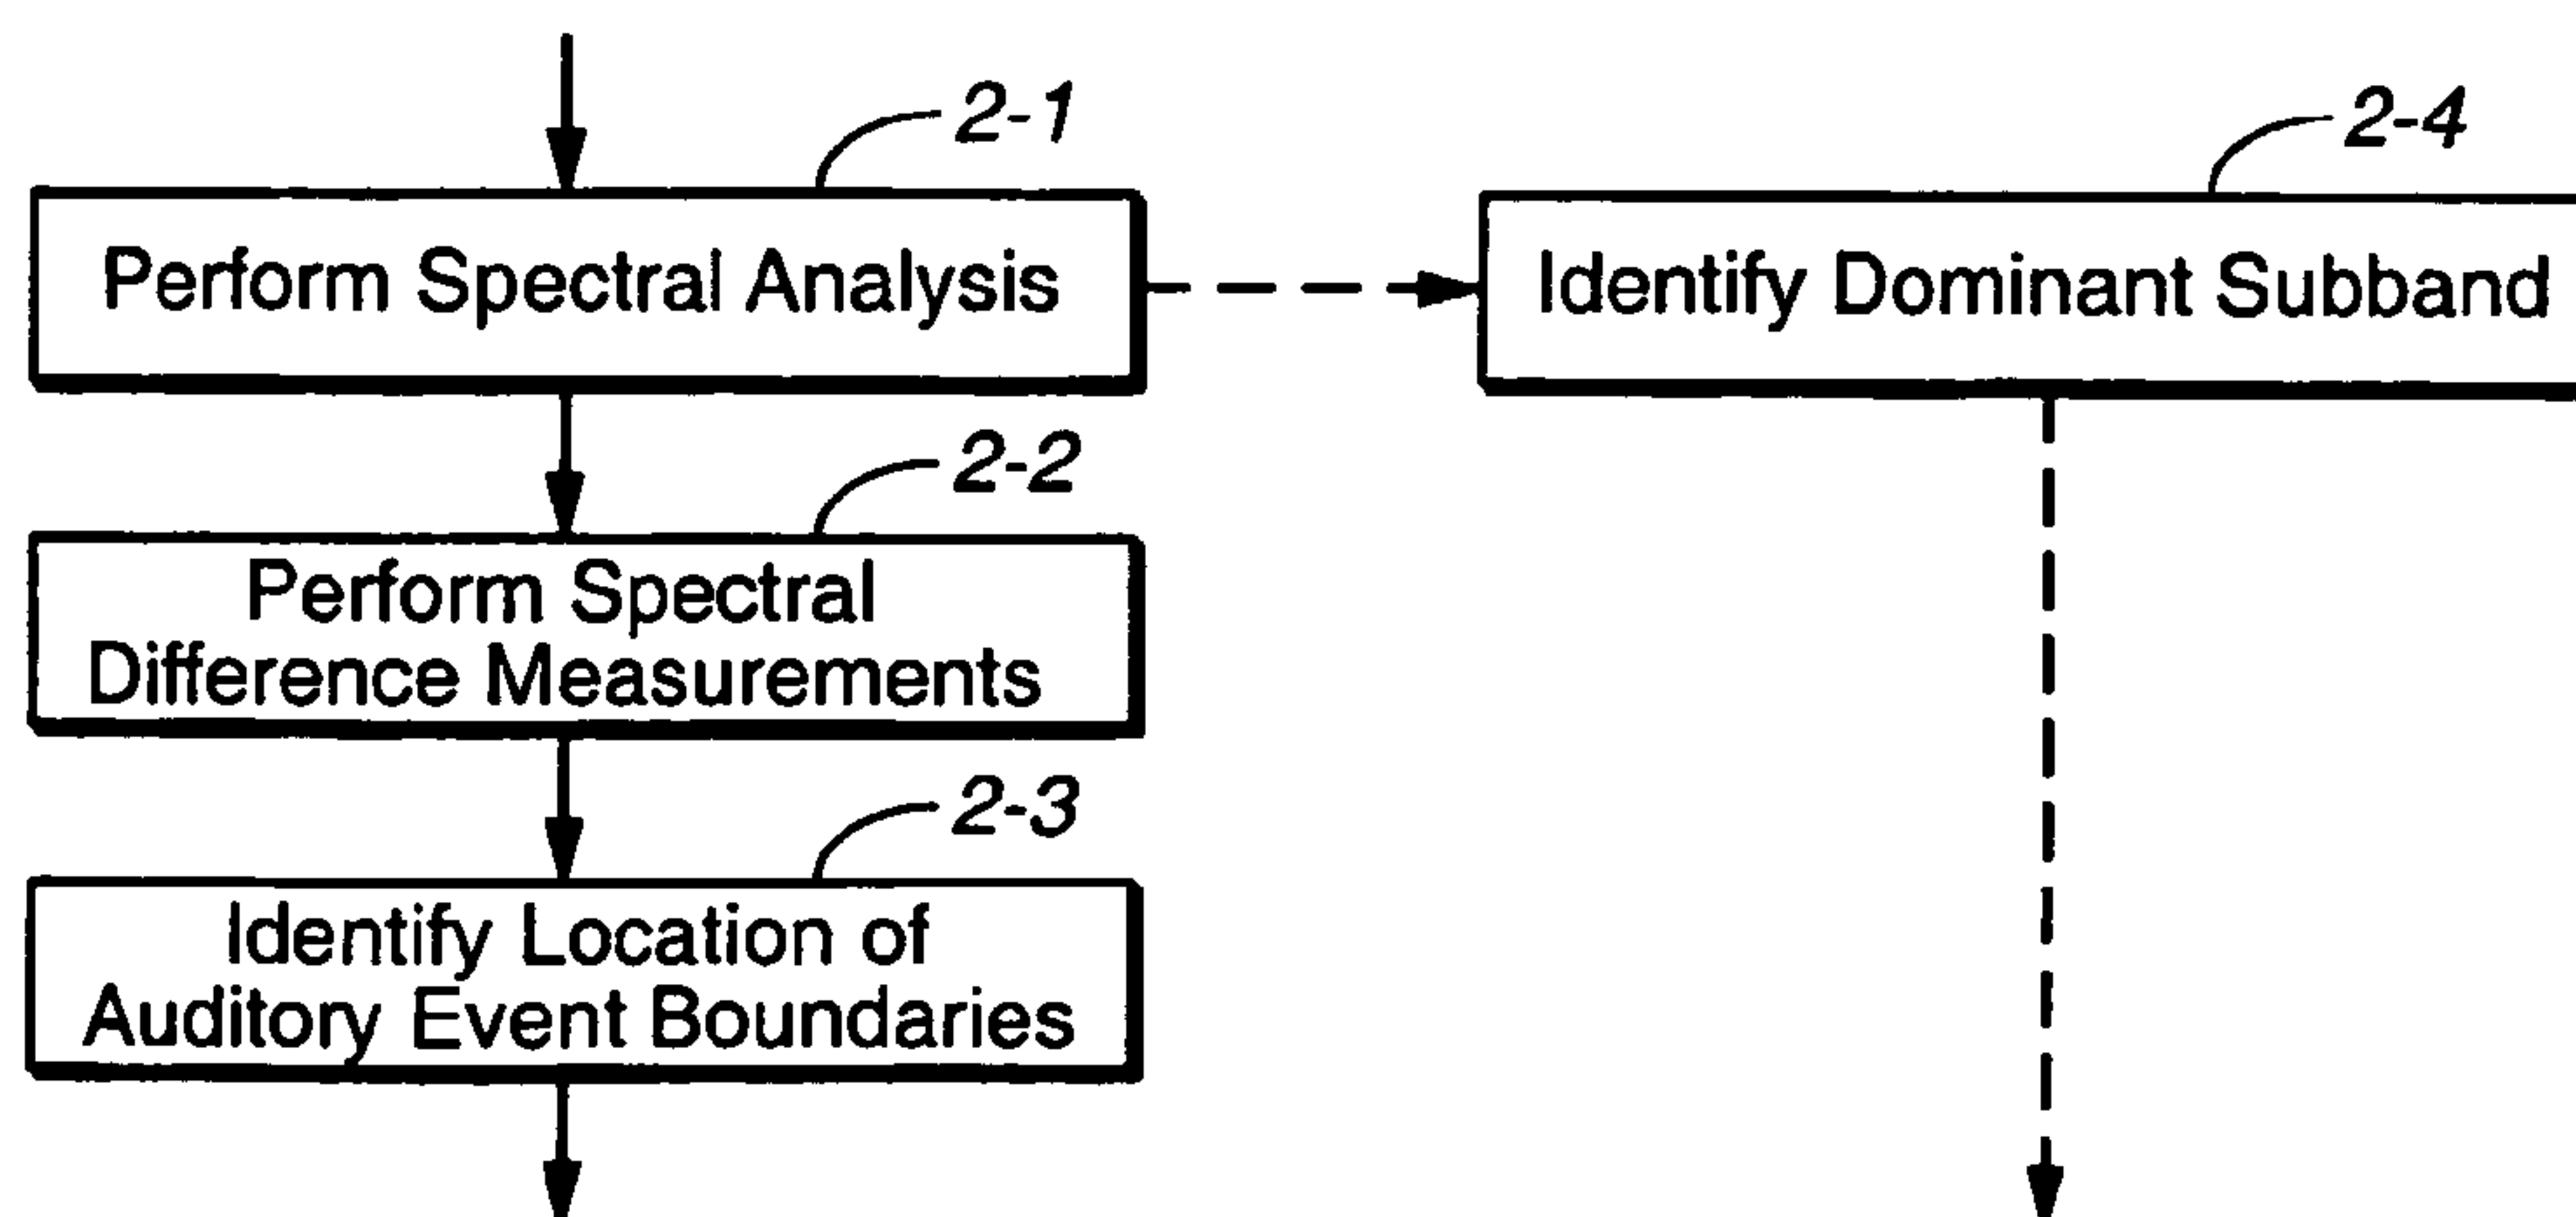 2-1
Perform Spectral Analysis
2-4
Identify Dominant Subband
2-2
Perform Spectral
Difference Measurements
2-3
Identify Location of
Auditory Event Boundaries